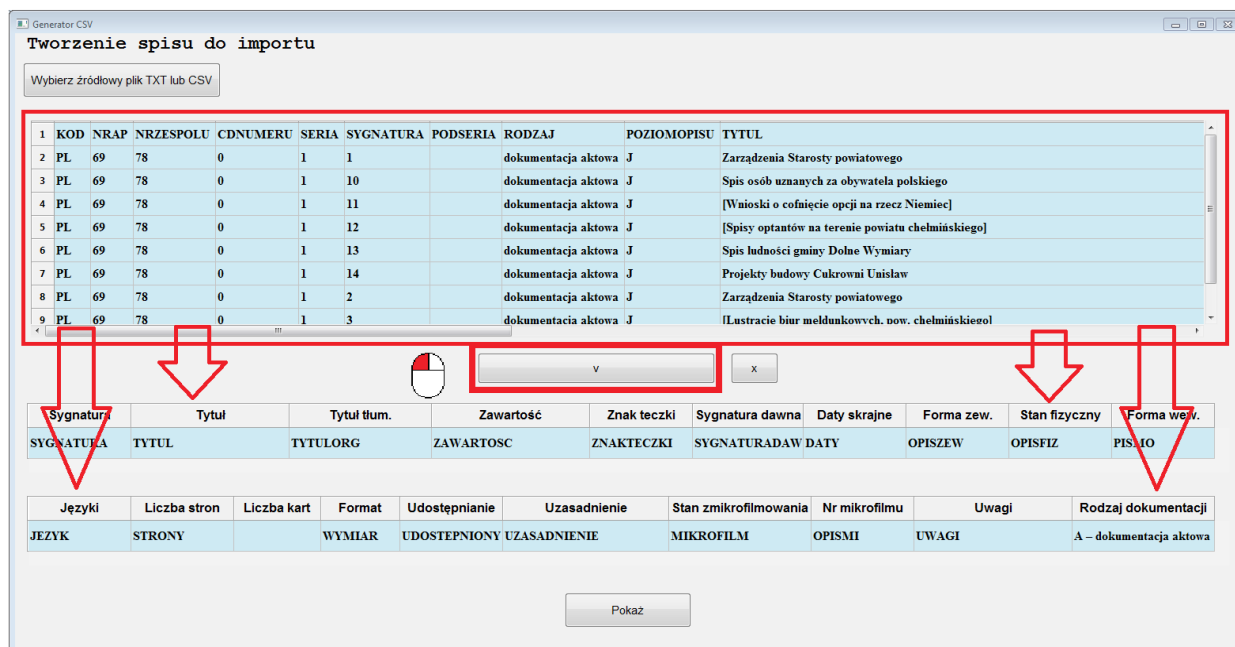 Generator CSV
Tworzenie spisu do importu
Wybierz źródłowy plik TXT lub CSV
1 KOD NRAP NRZESPOLU CDNUMERU SERIA SYGNATURA PODSERIA RODZAJ POZIOMOPISU TYTUL
2 PL 69 78 0 1 1 dokumentacja aktowa J Zarządzenia Starosty powiatowego
3 PL 69 78 0 1 10 dokumentacja aktowa J Spis osób uznanych za obywatela polskiego
4 PL 69 78 0 1 11 dokumentacja aktowa J [Wnioski o cofnięcie opcji na rzecz Niemiec]
5 PL 69 78 0 1 12 dokumentacja aktowa J [Spisy optantów na terenie powiatu chełmińskiego]
6 PL 69 78 0 1 13 dokumentacja aktowa J Spis ludności gminy Dolne Wymiary
7 PL 69 78 0 1 14 dokumentacja aktowa J Projekty budowy Cukrowni Unisław
8 PL 69 78 0 1 2 dokumentacja aktowa J Zarządzenia Starosty powiatowego
9 PL 69 78 0 1 3 dokumentacja aktowa J [Lustracje biur meldunkowych, pow. chełmińskiego]
v x
Sygnatura Tytuł Tytuł tłum. Zawartość Znak teczki Sygnatura dawna Daty skrajne Forma zew. Stan fizyczny Forma wew.
SYGNATURA TYTUL TYTULORG ZAWARTOSC ZNAKTECZKI SYGNATURADAW DATY OPISZEW OPISFIZ PISMO
Języki Liczba stron Liczba kart Format Udostępnianie Uzasadnienie Stan zmikrofilmowania Nr mikrofilmu Uwagi Rodzaj dokumentacji
JEZYK STRONY WYMIAR UDOSTEPNIONY UZASADNIENIE MIKROFILM OPISMI UWAGI A – dokumentacja aktowa
Pokaż